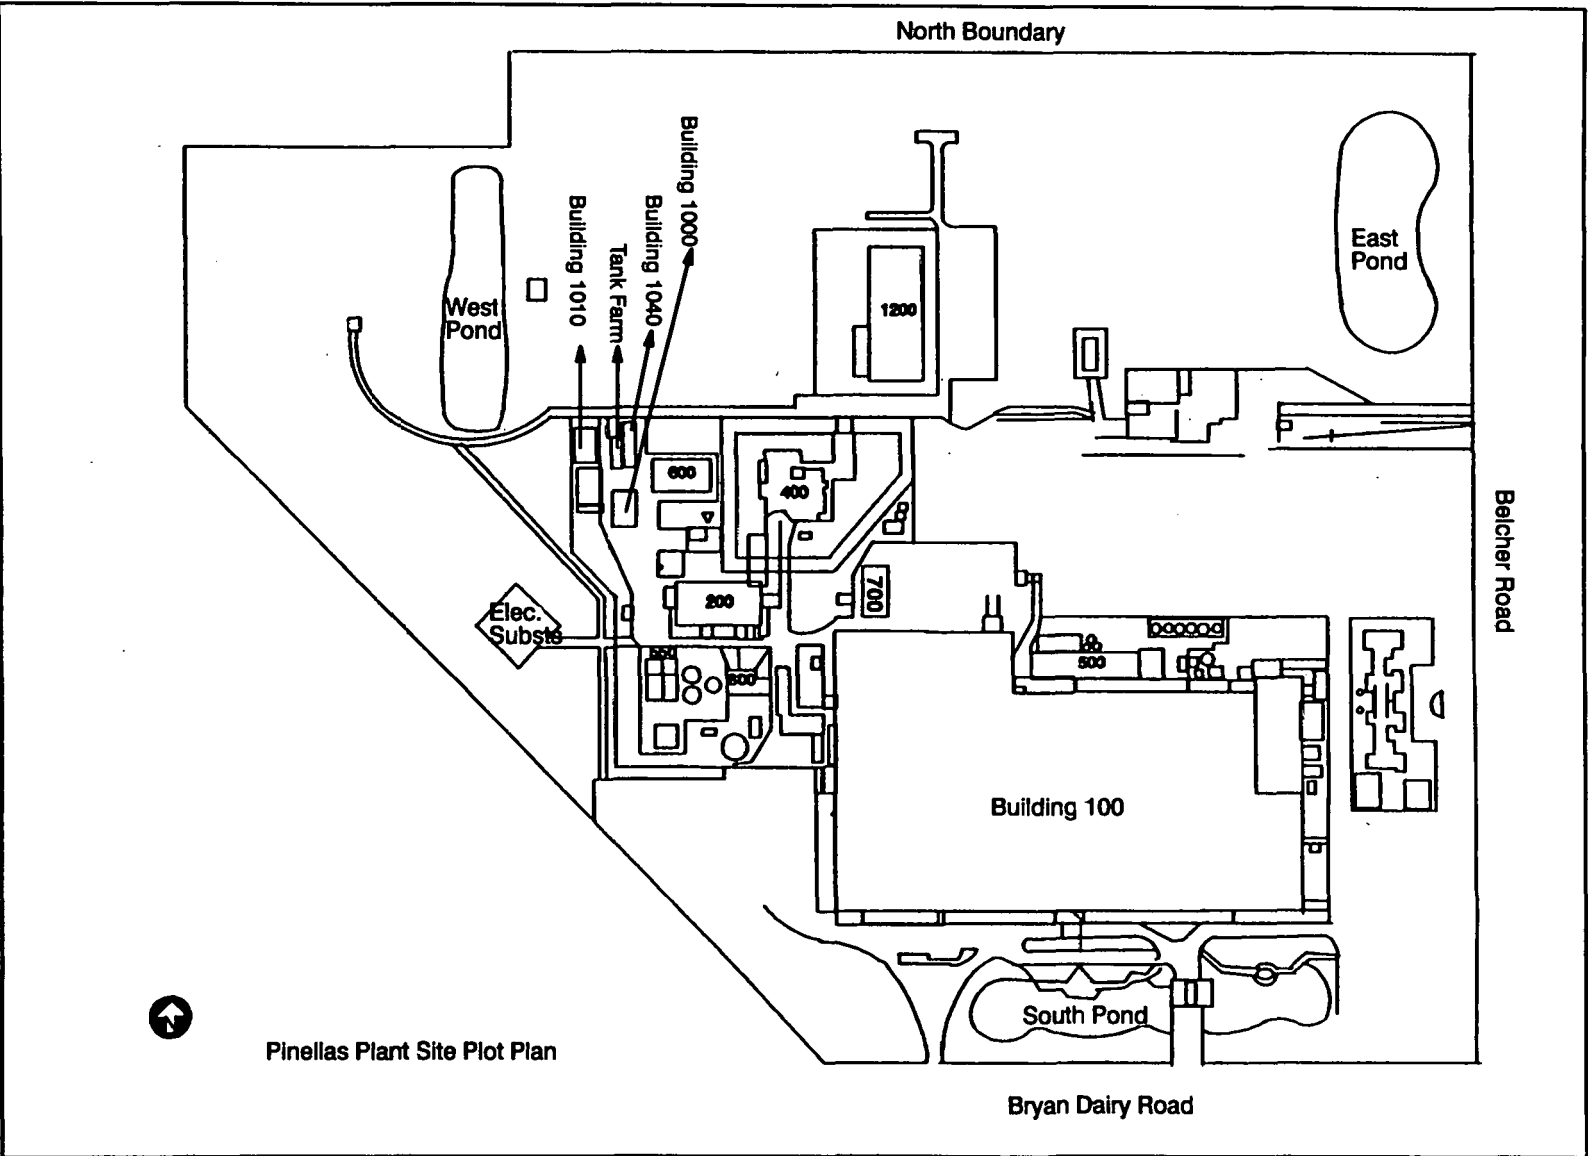 North Boundary
Building 1000
Building 1040
Tank Farm
Building 1010
East
Pond
West
Pond
1200
600
400
Belcher Road
700
200
Elec.
Substa
500
800
Building 100
South Pond
N
Pinellas Plant Site Plot Plan
Bryan Dairy Road